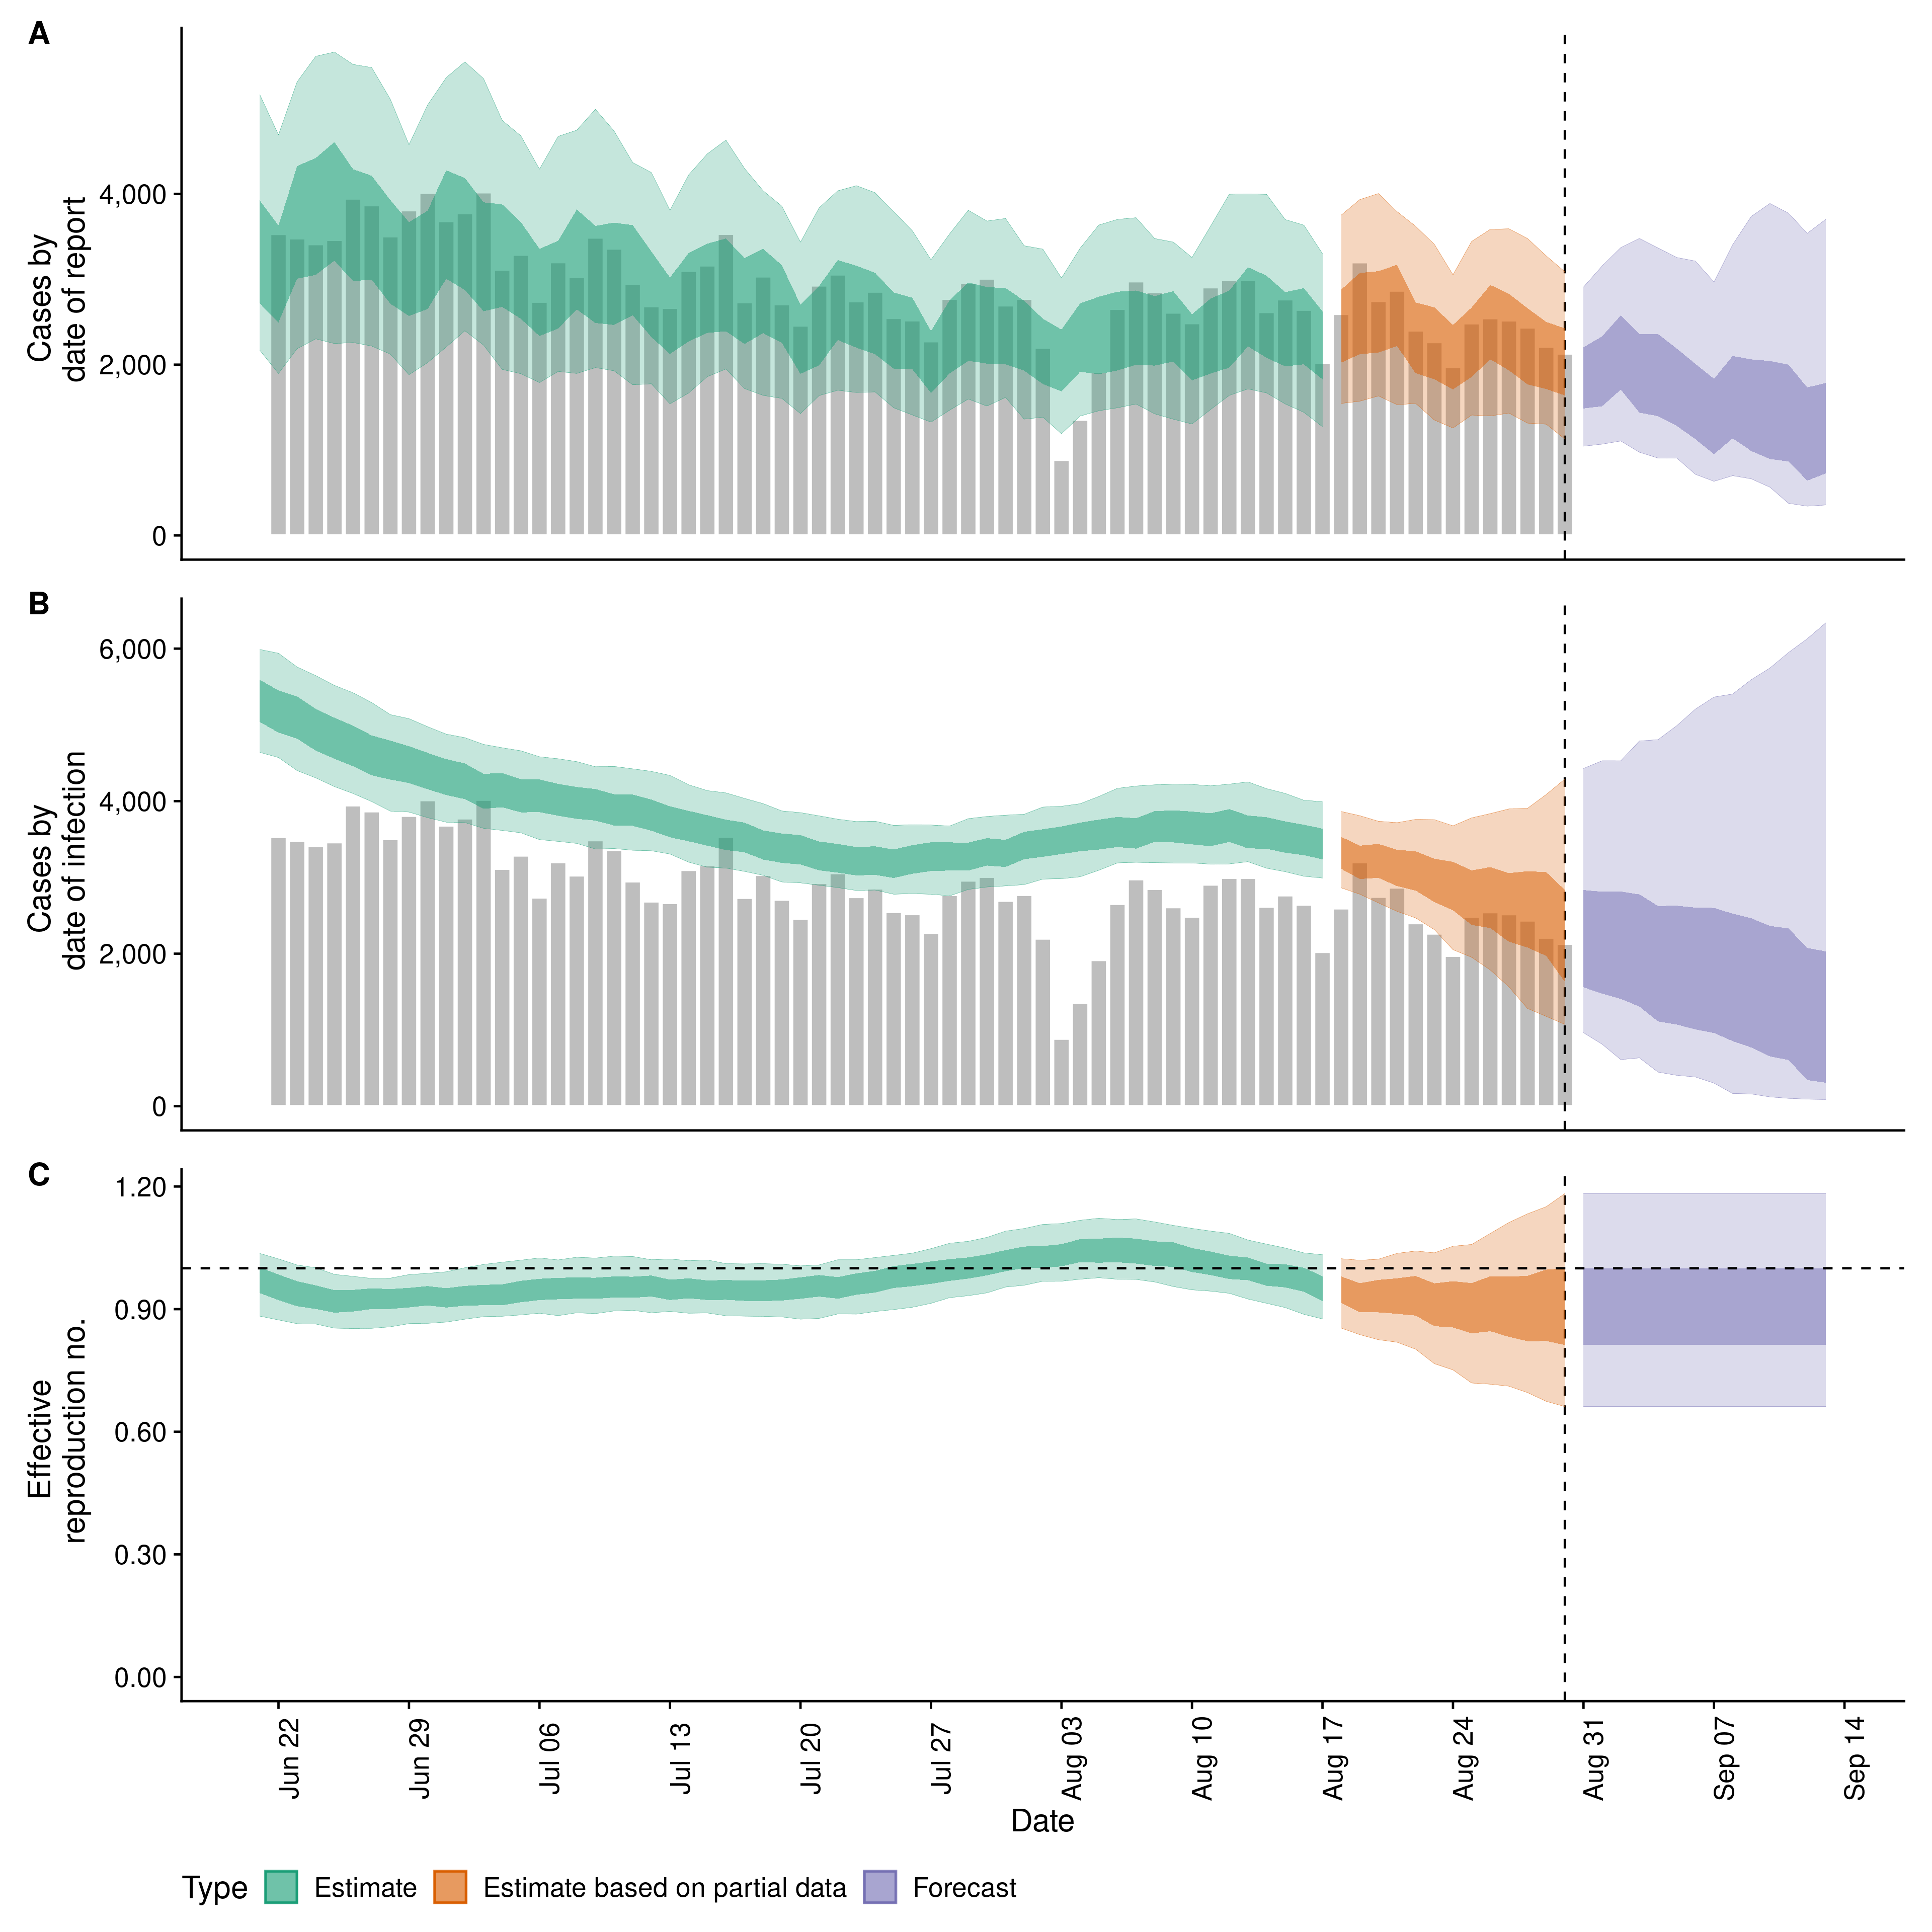 A
Cases by
date of report
4,000
2,000
0
B
Cases by
date of infection
6,000
4,000
2,000
0
C
Effective
reproduction no.
1.20
0.90
0.60
0.30
0.00
Jun 22
Jun 29
Jul 06
Jul 13
Jul 20
Jul 27
Aug 03
Aug 10
Aug 17
Aug 24
Aug 31
Sep 07
Sep 14
Date
Type Estimate Estimate based on partial data Forecast